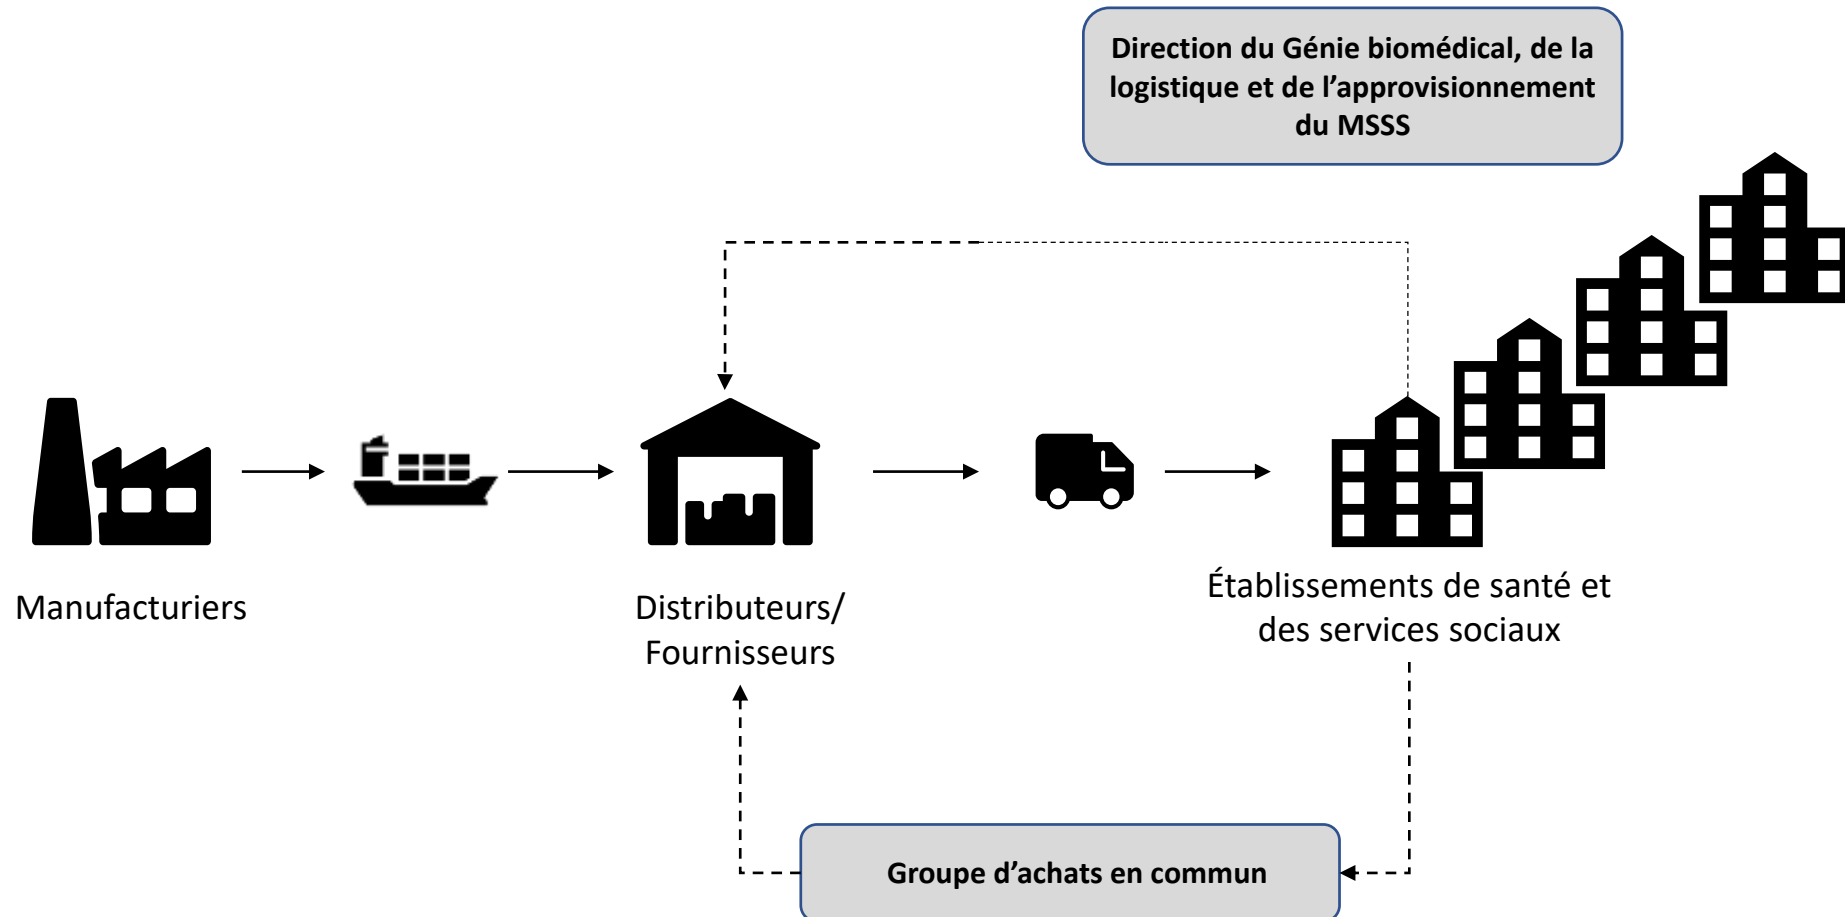 Direction du Génie biomédical, de la
logistique et de l’approvisionnement
du MSSS
Manufacturiers
Distributeurs/
Fournisseurs
Établissements de santé et
des services sociaux
Groupe d’achats en commun